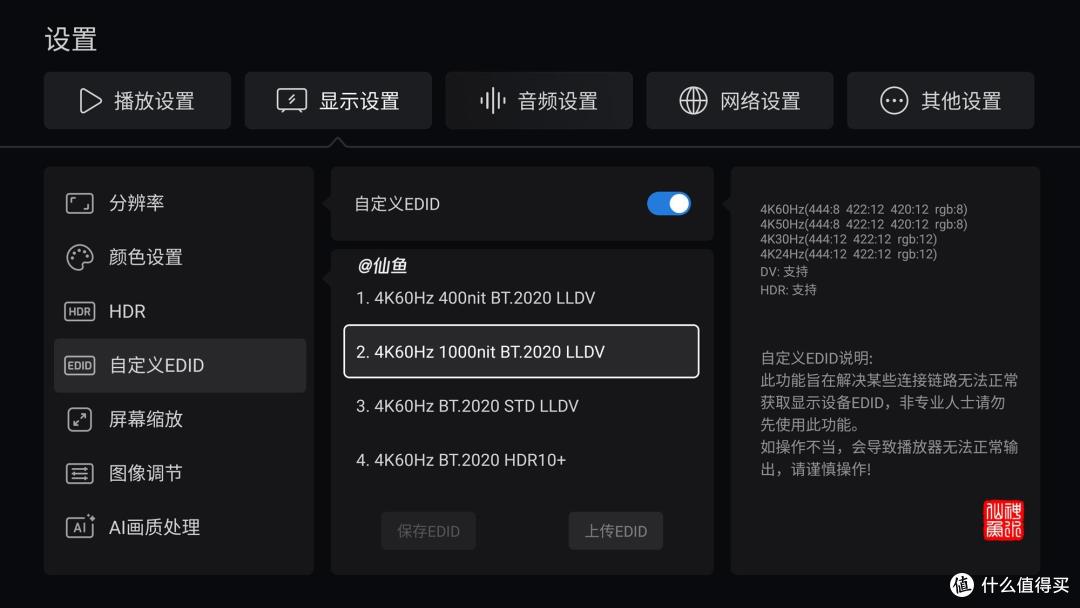 设置
播放设置
显示设置
音频设置
网络设置
其他设置
分辨率
颜色设置
HDR HDR
EDID 自定义EDID
屏幕缩放
图像调节
AI AI画质处理
自定义EDID
@仙鱼
1. 4K60Hz 400nit BT.2020 LLDV
2. 4K60Hz 1000nit BT.2020 LLDV
3. 4K60Hz BT.2020 STD LLDV
4. 4K60Hz BT.2020 HDR10+
保存EDID
上传EDID
4K60Hz(444:8 422:12 420:12 rgb:8)
4K50Hz(444:8 422:12 420:12 rgb:8)
4K30Hz(444:12 422:12 rgb:12)
4K24Hz(444:12 422:12 rgb:12)
DV: 支持
HDR: 支持
自定义EDID说明:
此功能旨在解决某些连接链路无法正常
获取显示设备EDID，非专业人士请勿
先使用此功能。
如操作不当，会导致播放器无法正常输
出，请谨慎操作!
值 什么值得买